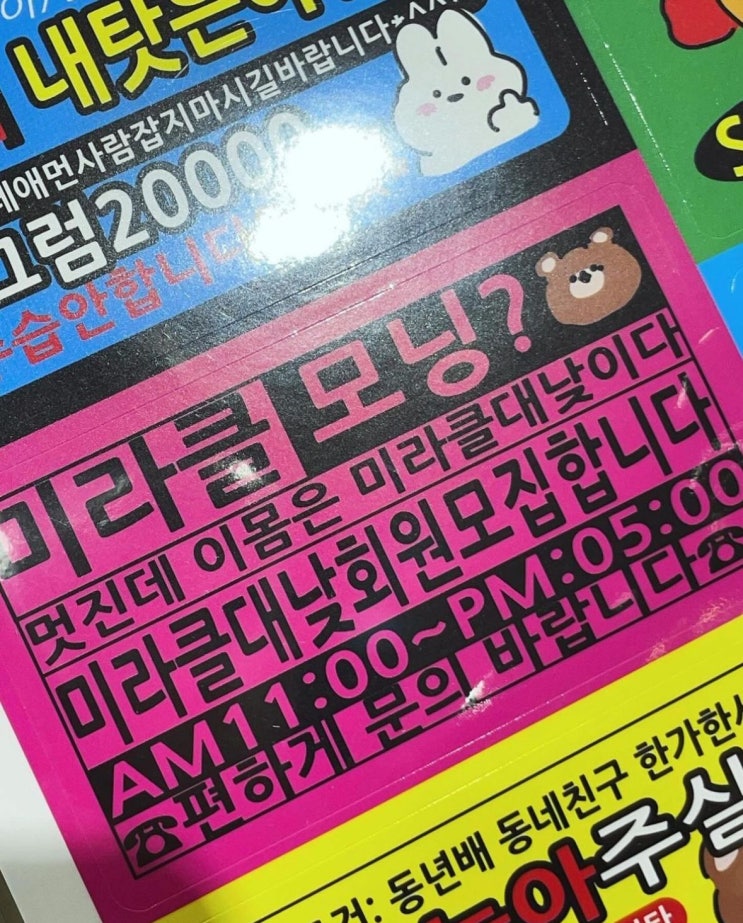 내탓은
데애먼사람잡지마시길바랍니다*^^
그럼20000
습안합니다
미라클 모닝?
멋진데 이몸은 미라클대낮이다
미라클대낮회원모집합니다
AM11:00~PM:05:00
☎편하게 문의 바랍니다☎
건: 동년배 동네친구 한가한
놀아주실